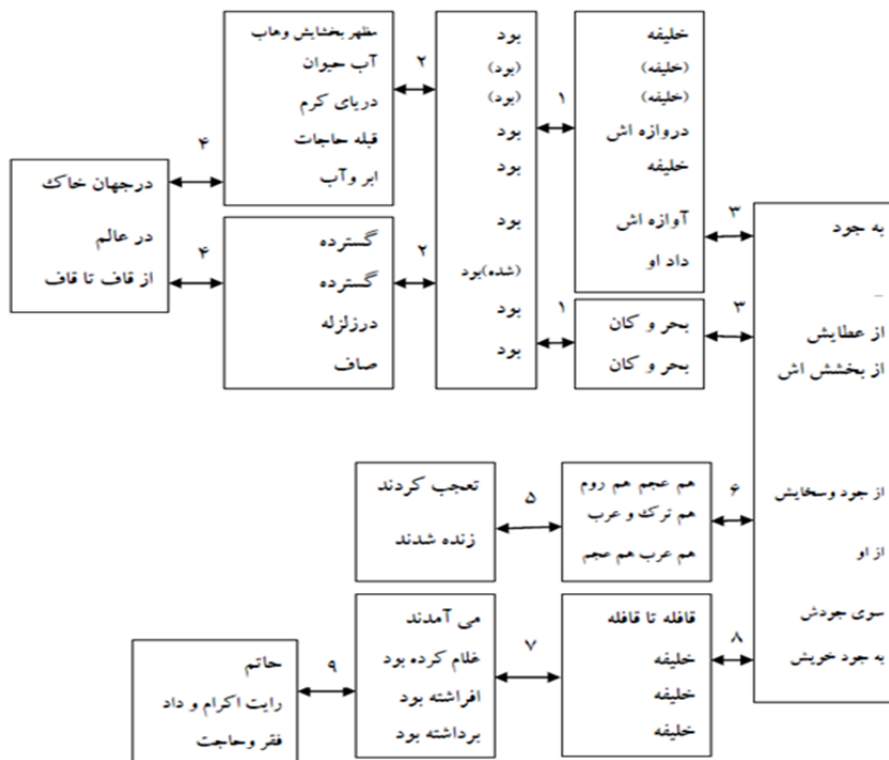 خلیفه
(خلیفه)
(خلیفه)
دروازه اش
خلیفه
آوازه اش
داد او
۱
بود
(بود)
(بود)
بود
بود
بود
(شده)بود
بود
بود
۲
مظهر بخشایش وهاب
آب حیوان
دریای کرم
قبله حاجات
ابر وآب
۴
درجهان خاک
در عالم
از قاف تا قاف
۴
گسترده
گسترده
درزلزله
صاف
۲
۱
بحر و کان
بحر و کان
۳
۳
به جود
از عطایش
از بخشش اش
از جود وسخایش
از او
سوی جودش
به جود خویش
۶
هم عجم هم روم
هم ترک و عرب
هم عرب هم عجم
۵
تعجب کردند
زنده شدند
۸
قافله تا قافله
خلیفه
خلیفه
خلیفه
۷
می آمدند
غلام کرده بود
افراشته بود
برداشته بود
۹
حاتم
رایت اکرام و داد
فقر وحاجت